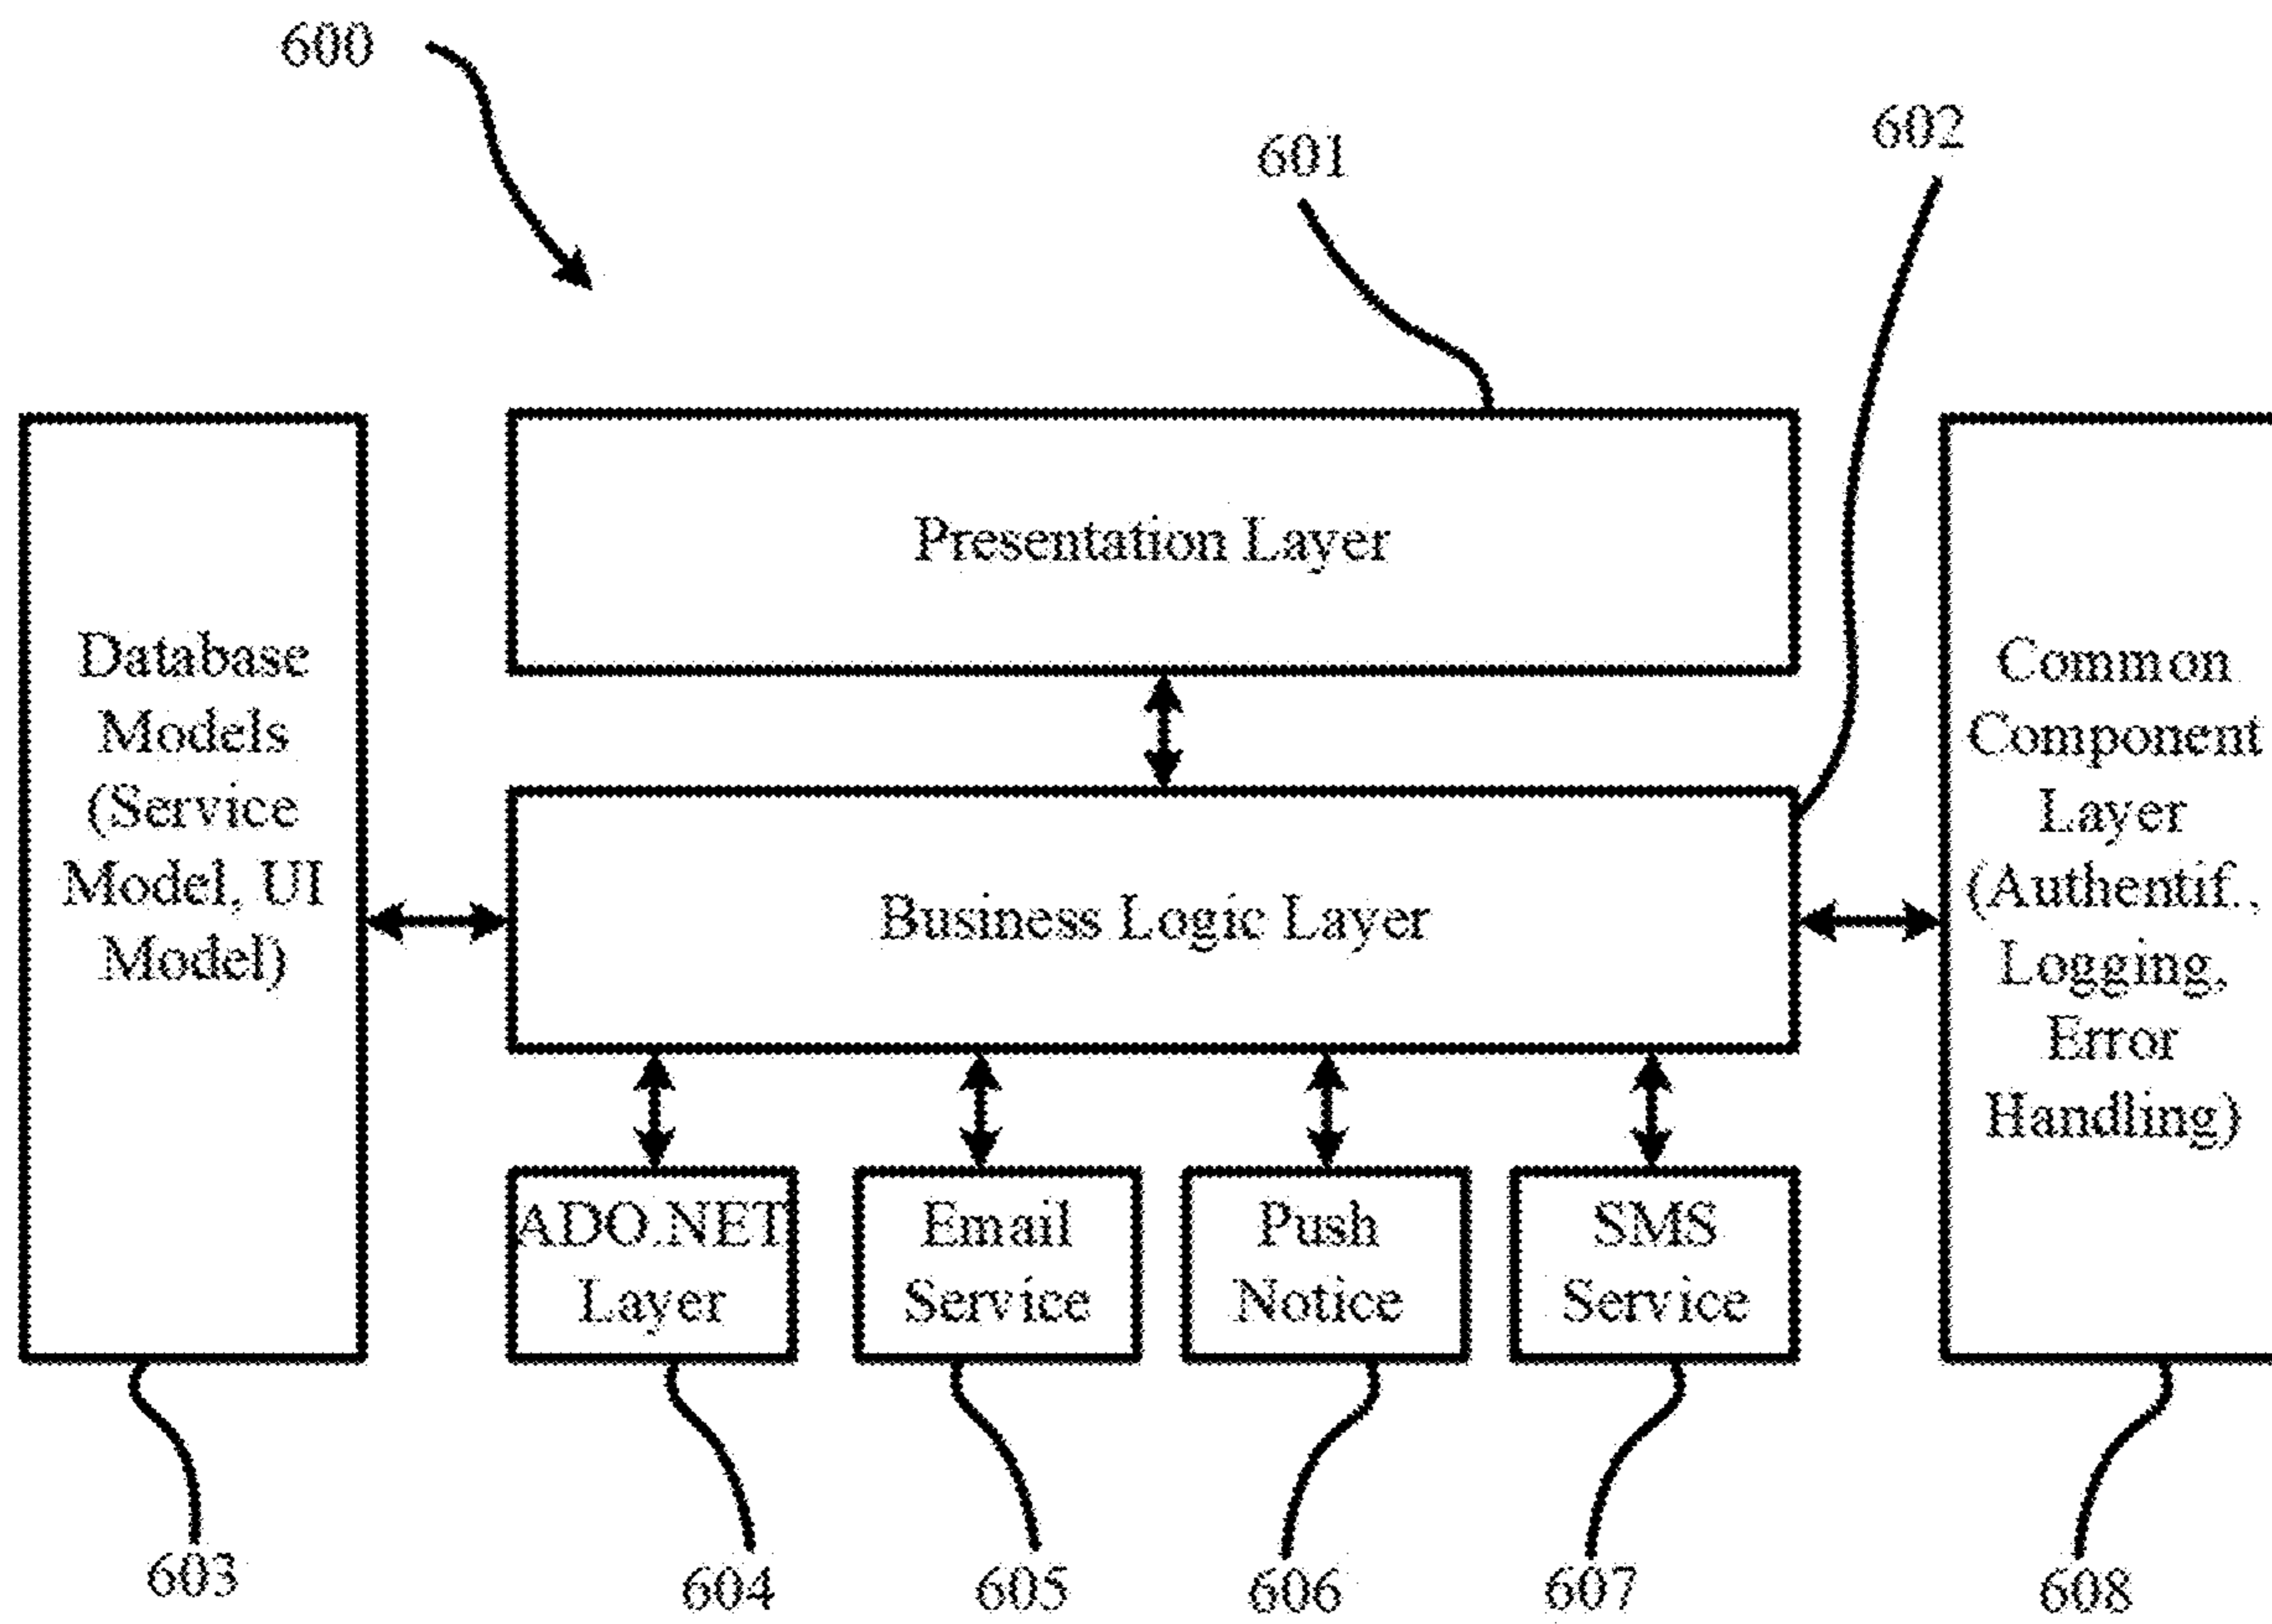 600
601
602
Presentation Layer
Database
Models
(Service
Model, UI
Model)
Business Logic Layer
Common
Component
Layer
(Authentif..
Logging,
Error
Handling)
ADO.NET
Layer
Email
Service
Push
Notice
SMS
Service
603
604
605
606
607
608